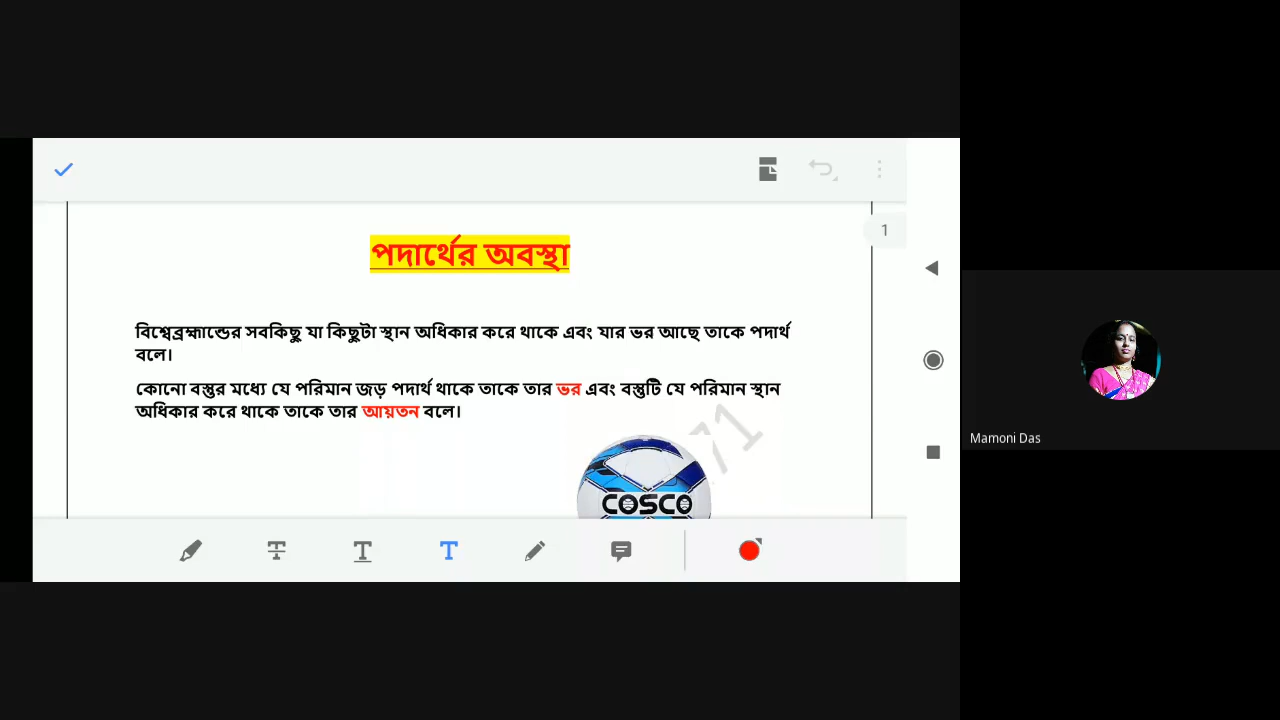 1
পদার্থের অবস্থা
বিশ্বেব্রহ্মান্ডের সবকিছু যা কিছুটা স্থান অধিকার করে থাকে এবং যার ভর আছে তাকে পদার্থ
বলে।
কোনো বস্তুর মধ্যে যে পরিমান জড় পদার্থ থাকে তাকে তার ভর এবং বস্তুটি যে পরিমান স্থান
অধিকার করে থাকে তাকে তার আয়তন বলে।
71
COSCO
Mamoni Das